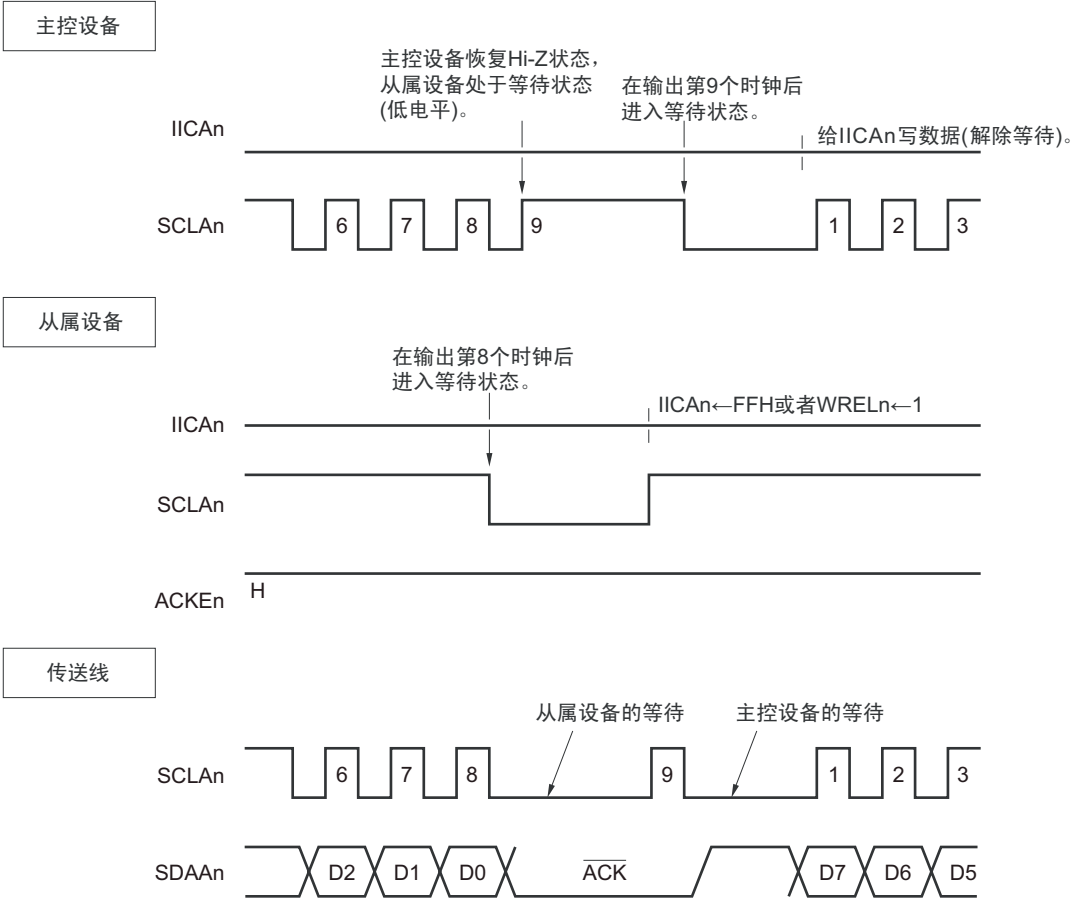 主控设备
主控设备恢复Hi-Z状态，
从属设备处于等待状态
(低电平)。
在输出第9个时钟后
进入等待状态。
IICAn
给IICAn写数据(解除等待)。
SCLAn
6 7 8 9 1 2 3
从属设备
在输出第8个时钟后
进入等待状态。
IICAn←FFH或者WRELn←1
IICAn
SCLAn
H
ACKEn
传送线
从属设备的等待 主控设备的等待
SCLAn 6 7 8 9 1 2 3
SDAAn D2 D1 D0 ACK D7 D6 D5